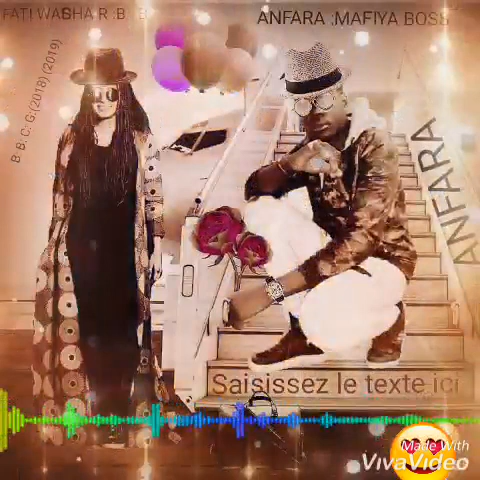 FATI WASHA R :B B
ANFARA :MAFIYA BOSS
B:B:C:G:(2018)(2019)
ANFARA
Saisissez le texte ici
Made With
VivaVideo